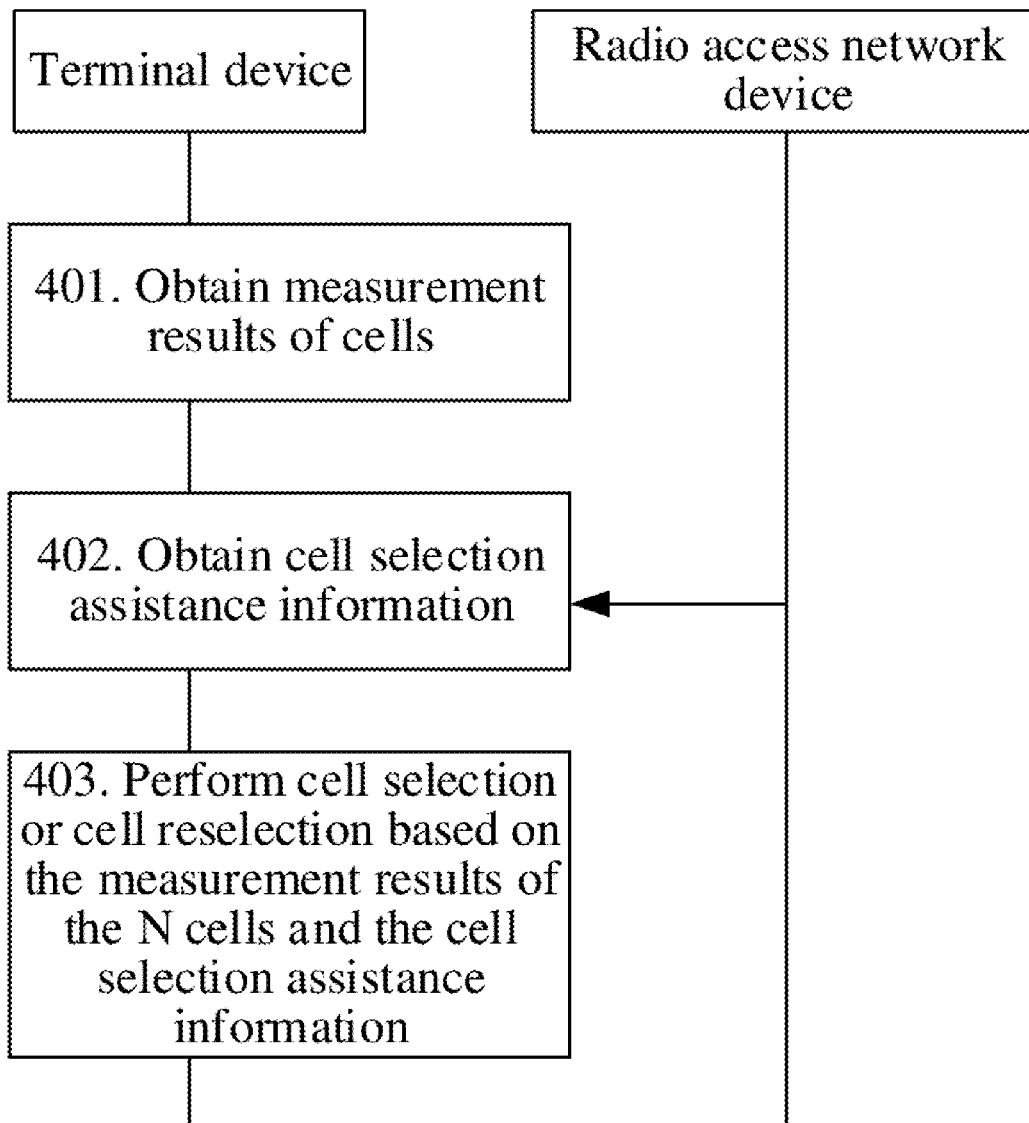 Terminal device
Radio access network
device
401. Obtain measurement
results of cells
402. Obtain cell selection
assistance information
403. Perform cell selection
or cell reselection based on
the measurement results of
the N cells and the cell
selection assistance
information